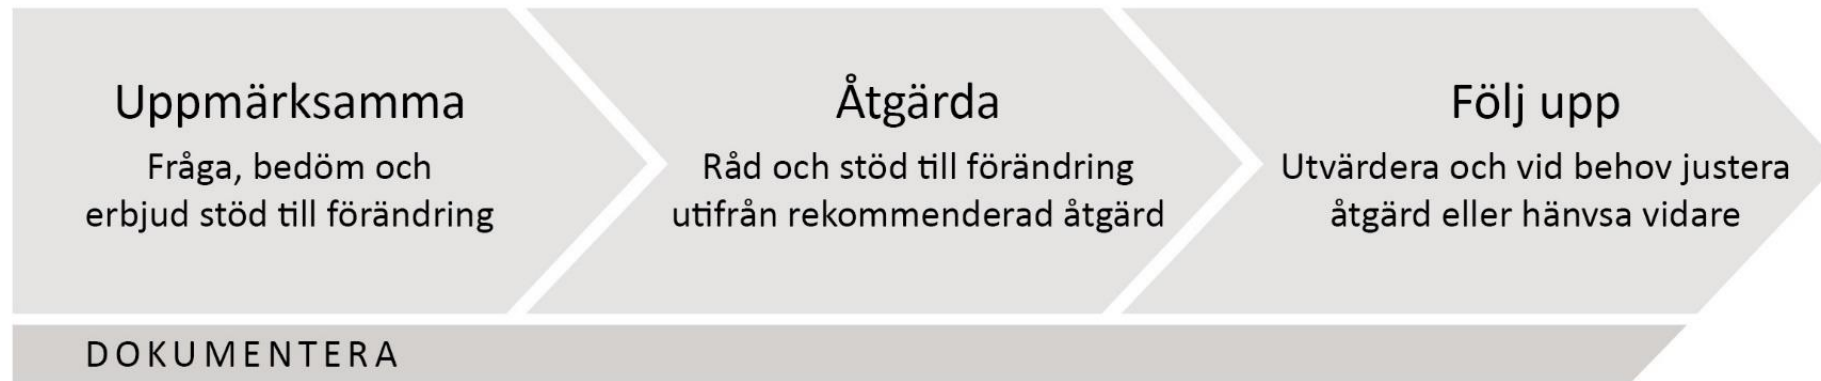 Uppmärksamma
Fråga, bedöm och
erbjud stöd till förändring
Åtgärda
Råd och stöd till förändring
utifrån rekommenderad åtgärd
Följ upp
Utvärdera och vid behov justera
åtgärd eller hänvsa vidare
DOKUMENTERA